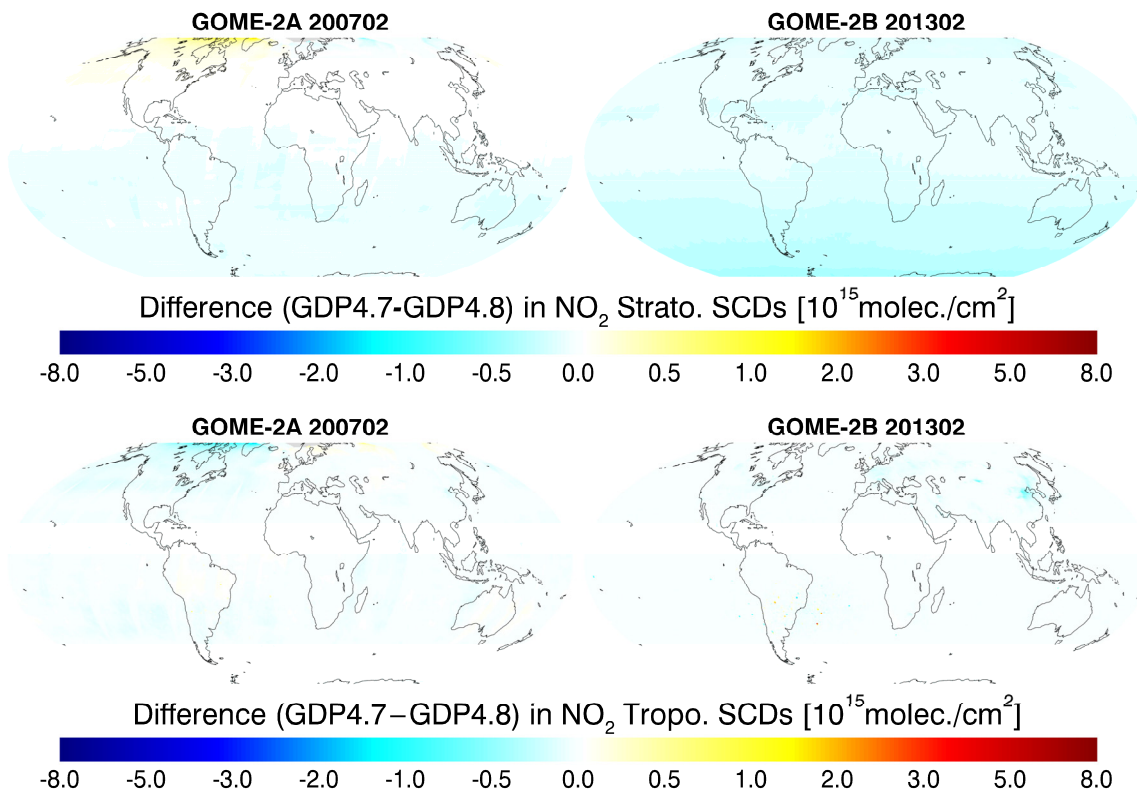 GOME-2A 200702 GOME-2B 201302
Difference (GDP4.7-GDP4.8) in NO2 Strato. SCDs [10^15molec./cm^2]
-8.0 -5.0 -3.0 -2.0 -1.0 -0.5 0.0 0.5 1.0 2.0 3.0 5.0 8.0
GOME-2A 200702 GOME-2B 201302
Difference (GDP4.7–GDP4.8) in NO2 Tropo. SCDs [10^15molec./cm^2]
-8.0 -5.0 -3.0 -2.0 -1.0 -0.5 0.0 0.5 1.0 2.0 3.0 5.0 8.0